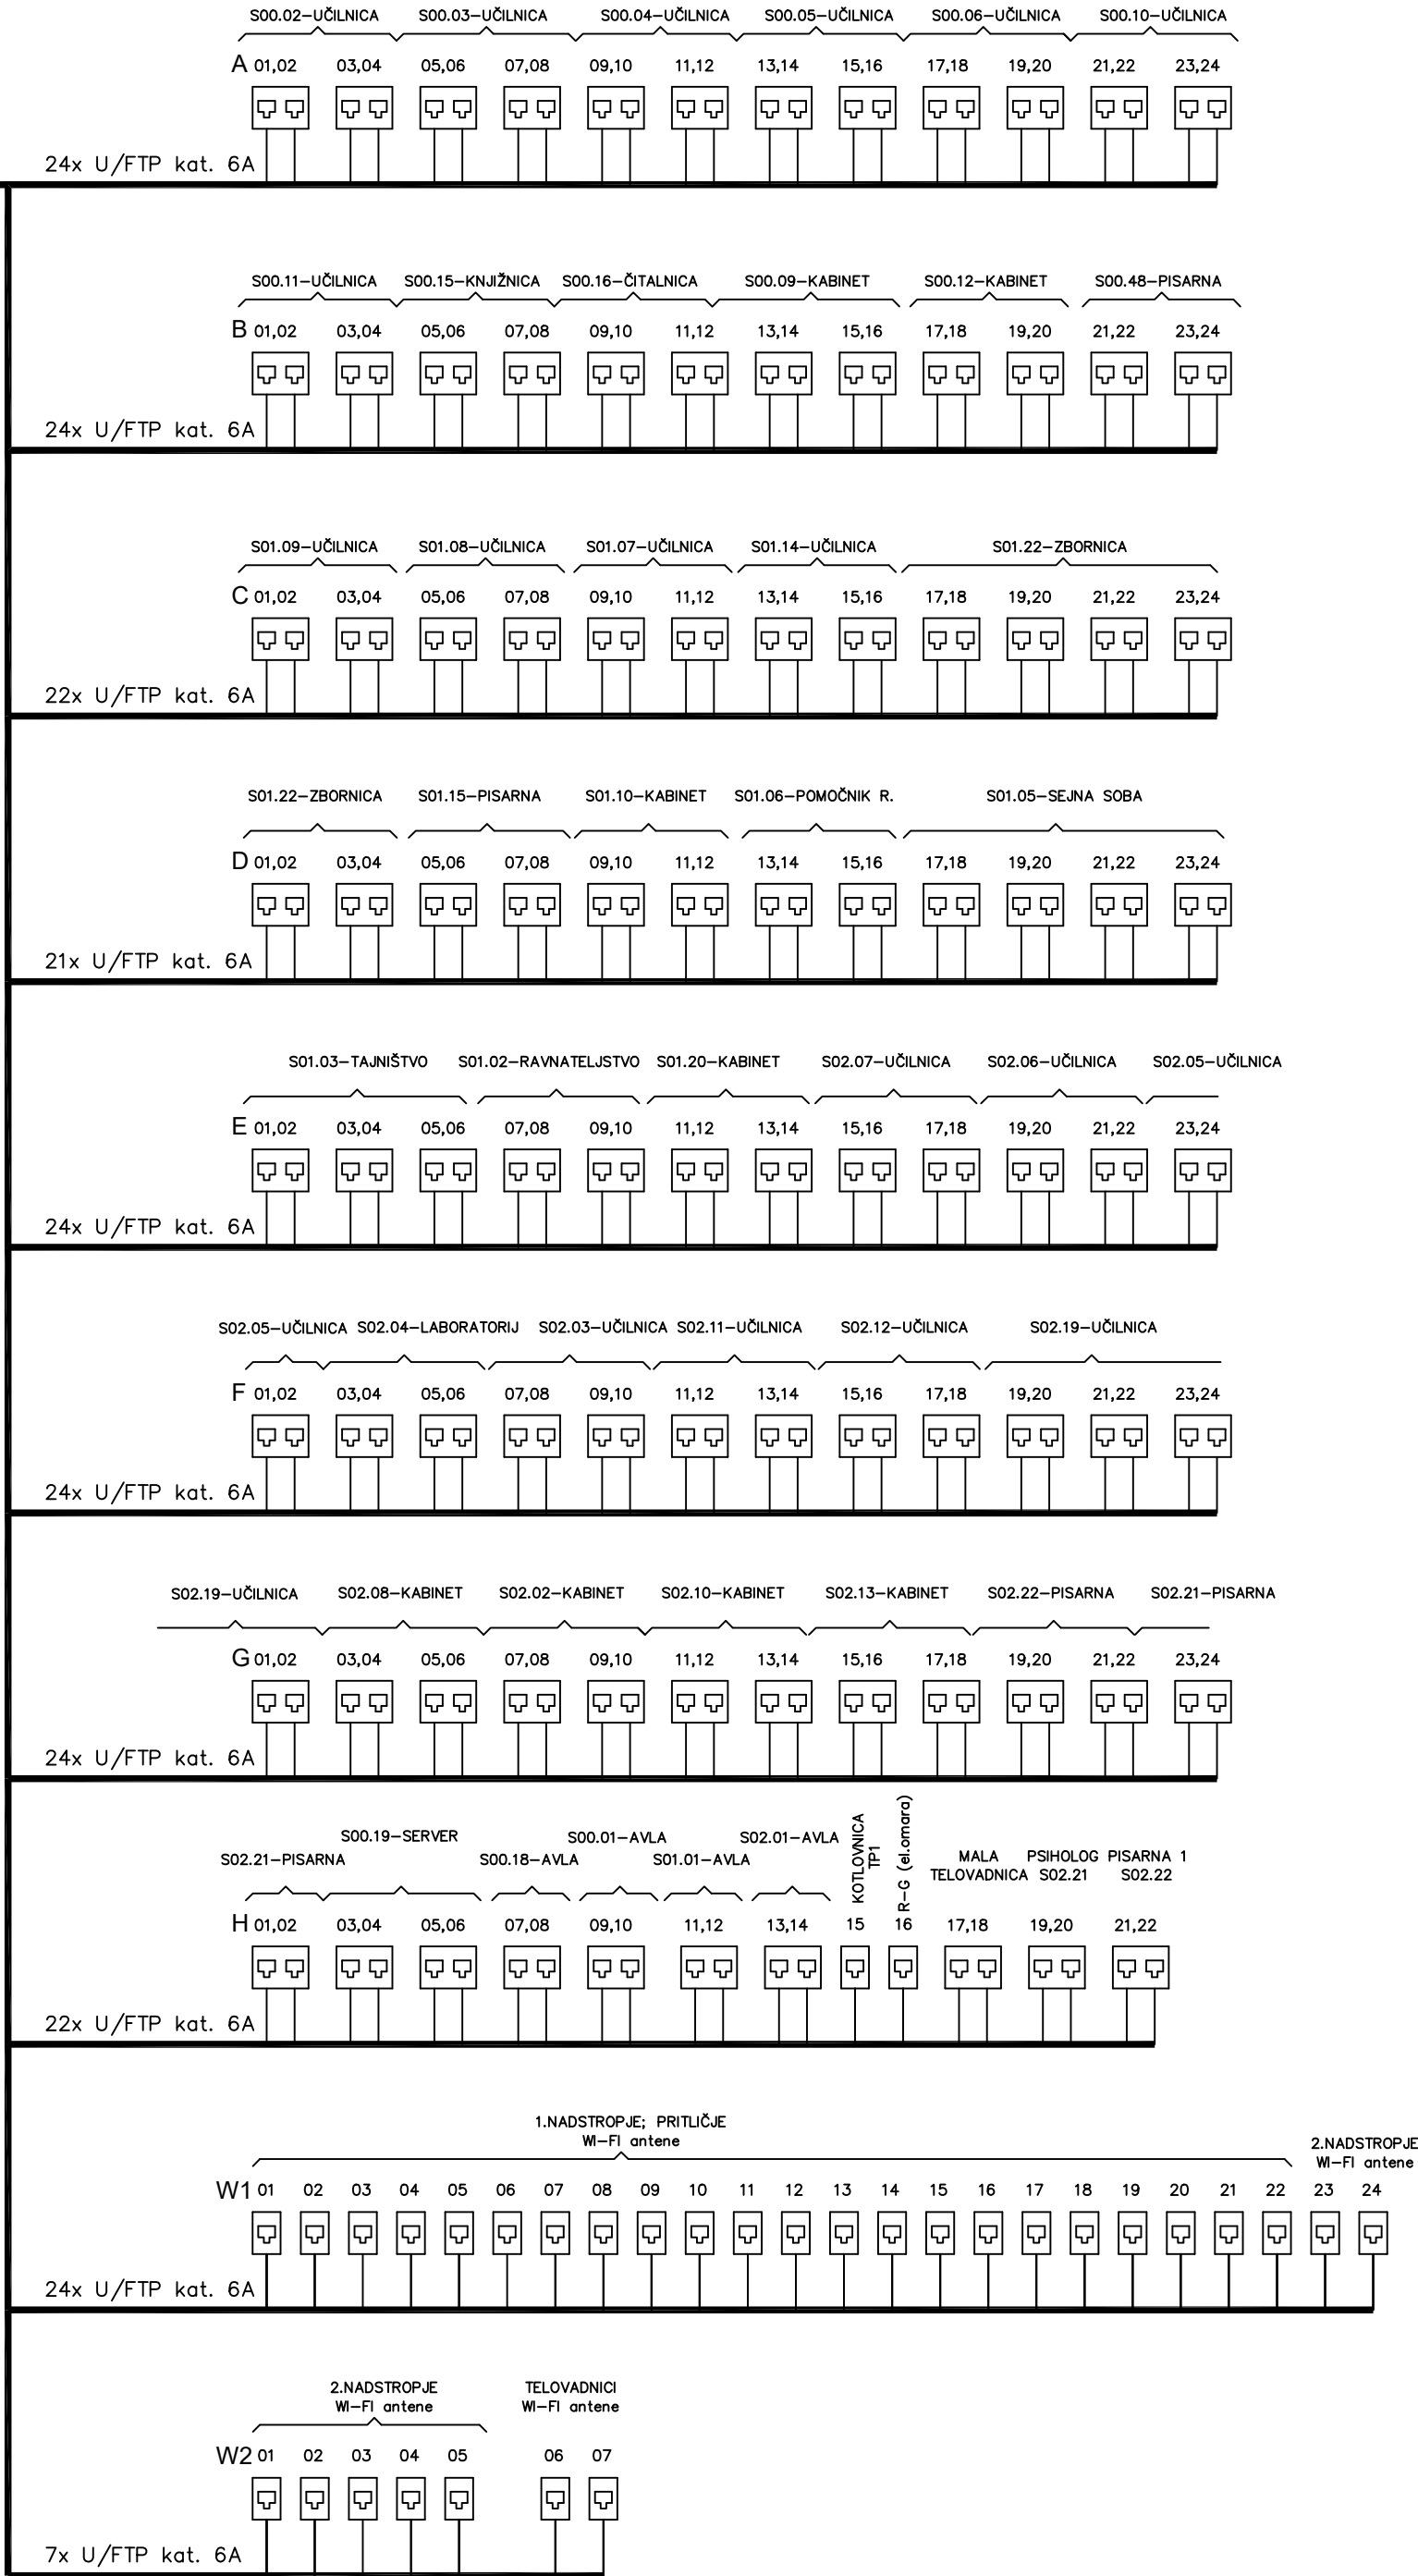 S00.02-UČILNICA S00.03-UČILNICA S00.04-UČILNICA S00.05-UČILNICA S00.06-UČILNICA S00.10-UČILNICA
A 01,02 03,04 05,06 07,08 09,10 11,12 13,14 15,16 17,18 19,20 21,22 23,24
24x U/FTP kat. 6A
S00.11-UČILNICA S00.15-KNJIŽNICA S00.16-ČITALNICA S00.09-KABINET S00.12-KABINET S00.48-PISARNA
B 01,02 03,04 05,06 07,08 09,10 11,12 13,14 15,16 17,18 19,20 21,22 23,24
24x U/FTP kat. 6A
S01.09-UČILNICA S01.08-UČILNICA S01.07-UČILNICA S01.14-UČILNICA S01.22-ZBORNICA
C 01,02 03,04 05,06 07,08 09,10 11,12 13,14 15,16 17,18 19,20 21,22 23,24
22x U/FTP kat. 6A
S01.22-ZBORNICA S01.15-PISARNA S01.10-KABINET S01.06-POMOČNIK R. S01.05-SEJNA SOBA
D 01,02 03,04 05,06 07,08 09,10 11,12 13,14 15,16 17,18 19,20 21,22 23,24
21x U/FTP kat. 6A
S01.03-TAJNIŠTVO S01.02-RAVNATELJSTVO S01.20-KABINET S02.07-UČILNICA S02.06-UČILNICA S02.05-UČILNICA
E 01,02 03,04 05,06 07,08 09,10 11,12 13,14 15,16 17,18 19,20 21,22 23,24
24x U/FTP kat. 6A
S02.05-UČILNICA S02.04-LABORATORIJ S02.03-UČILNICA S02.11-UČILNICA S02.12-UČILNICA S02.19-UČILNICA
F 01,02 03,04 05,06 07,08 09,10 11,12 13,14 15,16 17,18 19,20 21,22 23,24
24x U/FTP kat. 6A
S02.19-UČILNICA S02.08-KABINET S02.02-KABINET S02.10-KABINET S02.13-KABINET S02.22-PISARNA S02.21-PISARNA
G 01,02 03,04 05,06 07,08 09,10 11,12 13,14 15,16 17,18 19,20 21,22 23,24
24x U/FTP kat. 6A
S00.19-SERVER S00.01-AVLA S02.01-AVLA
S02.21-PISARNA S00.18-AVLA S01.01-AVLA
KOTLOVNICA
TP1
R-G (el.omara)
MALA
TELOVADNICA
PSIHOLOG
S02.21
PISARNA 1
S02.22
H 01,02 03,04 05,06 07,08 09,10 11,12 13,14 15 16 17,18 19,20 21,22
22x U/FTP kat. 6A
1.NADSTROPJE; PRITLIČJE
WI-FI antene
2.NADSTROPJE
WI-FI antene
W1 01 02 03 04 05 06 07 08 09 10 11 12 13 14 15 16 17 18 19 20 21 22 23 24
24x U/FTP kat. 6A
2.NADSTROPJE
WI-FI antene
TELOVADNICI
WI-FI antene
W2 01 02 03 04 05 06 07
7x U/FTP kat. 6A